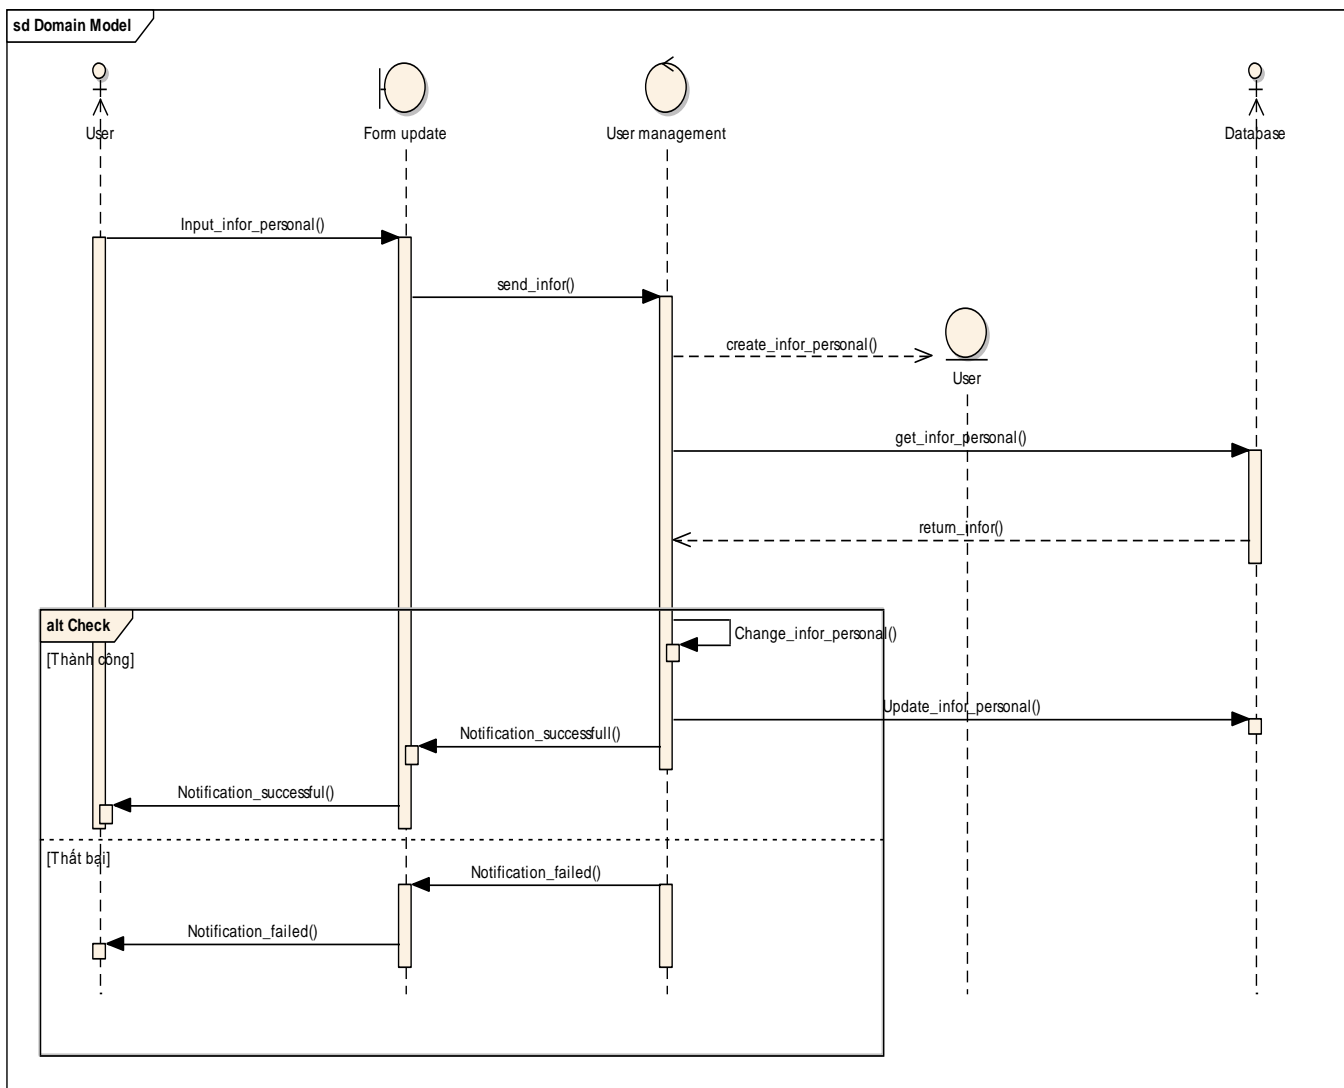 sd Domain Model
User
Form update
User management
Database
Input_infor_personal()
send_infor()
create_infor_personal()
User
get_infor_personal()
return_infor()
alt Check
Change_infor_personal()
[Thành công]
Update_infor_personal()
Notification_successfull()
Notification_successful()
[Thất bại]
Notification_failed()
Notification_failed()